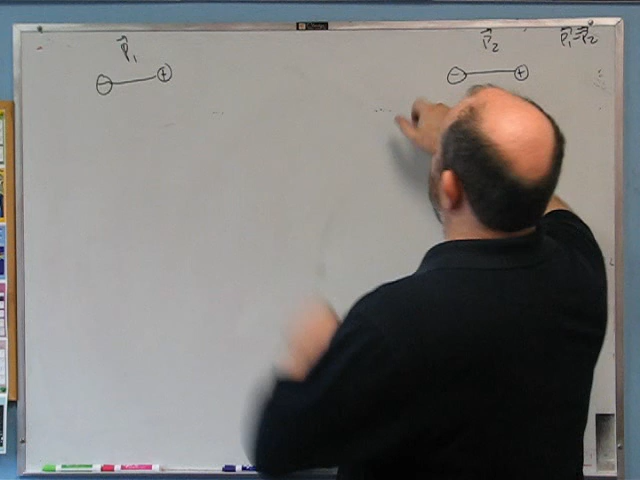 p⃗₁
p⃗₂
p⃗₁=p⃗₂
- +
- +